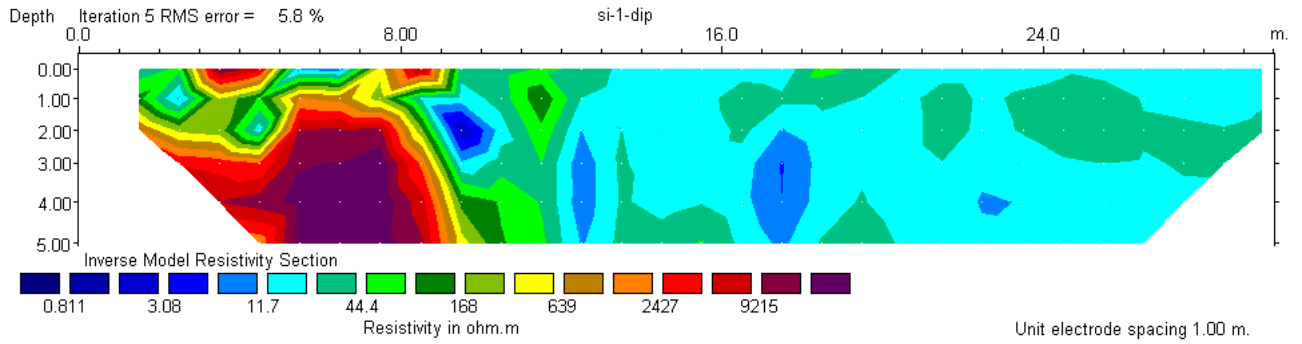 Depth Iteration 5 RMS error = 5.8 % si-1-dip
0.0 8.00 16.0 24.0 m.
0.00
1.00
2.00
3.00
4.00
5.00
Inverse Model Resistivity Section
0.811 3.08 11.7 44.4 168 639 2427 9215
Resistivity in ohm.m Unit electrode spacing 1.00 m.